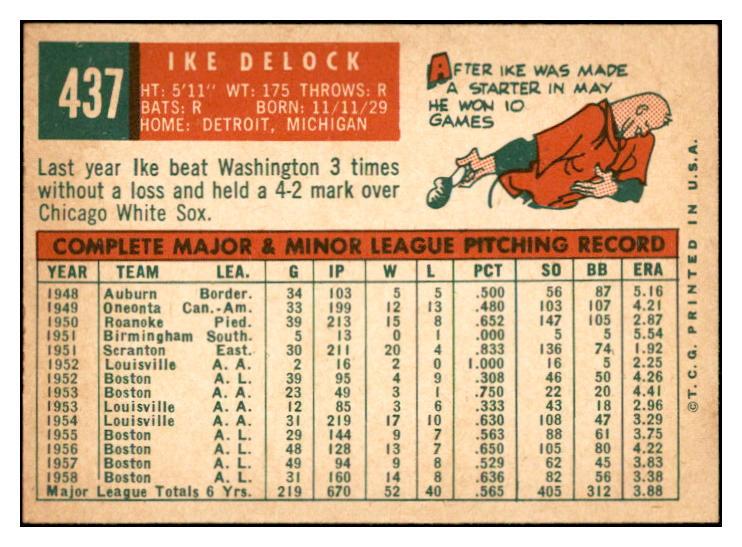 437
IKE DELOCK
HT: 5'11" WT: 175 THROWS: R
BATS: R BORN: 11/11/29
HOME: DETROIT, MICHIGAN
AFTER IKE WAS MADE
A STARTER IN MAY
HE WON 10
GAMES
Last year Ike beat Washington 3 times
without a loss and held a 4-2 mark over
Chicago White Sox.
COMPLETE MAJOR & MINOR LEAGUE PITCHING RECORD
YEAR TEAM LEA. G IP W L PCT SO BB ERA
1948 Auburn Border. 34 103 5 5 .500 56 87 5.16
1949 Oneonta Can.-Am. 33 199 12 13 .480 103 107 4.21
1950 Roanoke Pied. 39 213 15 8 .652 147 105 2.87
1951 Birmingham South. 5 13 0 1 .000 5 5 5.54
1951 Scranton East. 30 211 20 4 .833 136 74 1.92
1952 Louisville A. A. 2 16 2 0 1.000 16 5 2.25
1952 Boston A. L. 39 95 4 9 .308 46 50 4.26
1953 Boston A. L. 23 49 3 1 .750 22 20 4.41
1953 Louisville A. A. 12 85 3 6 .333 43 18 2.96
1954 Louisville A. A. 31 219 17 10 .630 108 47 3.29
1955 Boston A. L. 29 144 9 7 .563 88 61 3.75
1956 Boston A. L. 48 128 13 7 .650 105 80 4.22
1957 Boston A. L. 49 94 9 8 .529 62 45 3.83
1958 Boston A. L. 31 160 14 8 .636 82 56 3.38
Major League Totals 6 Yrs. 219 670 52 40 .565 405 312 3.88
©T. C. G. PRINTED IN U.S.A.